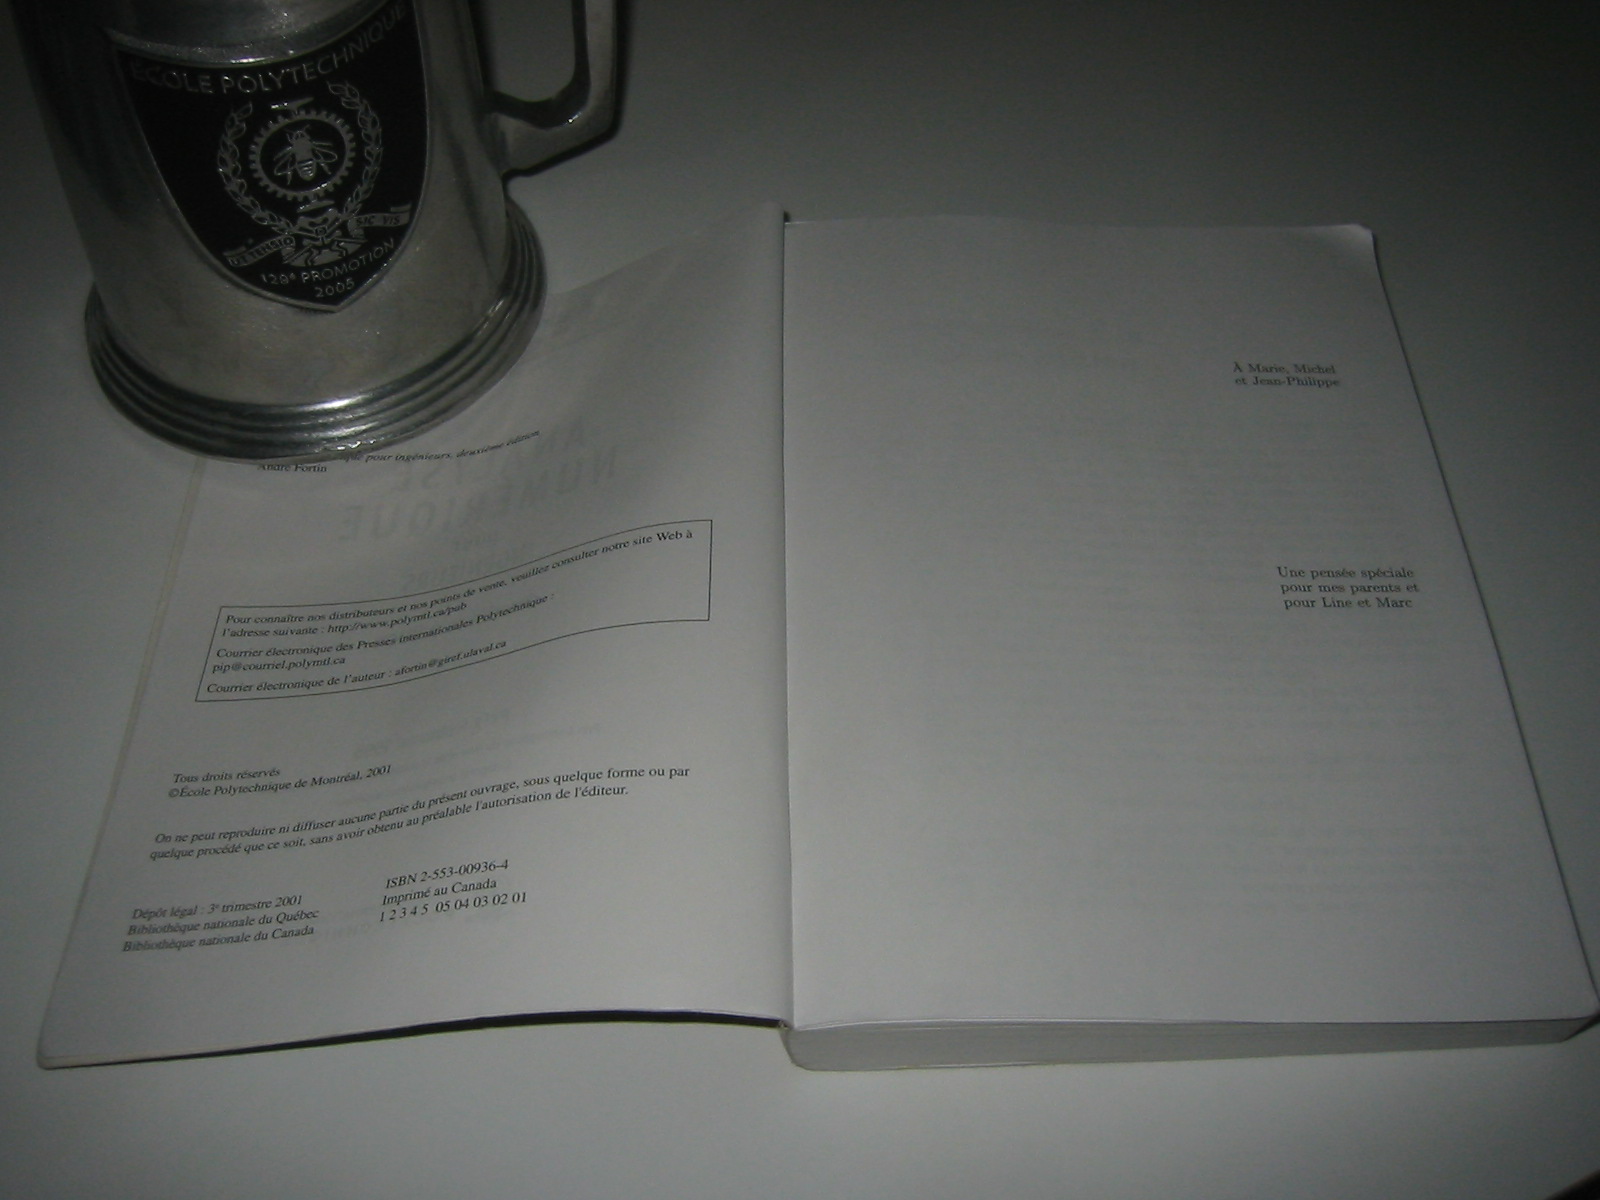 ÉCOLE POLYTECHNIQUE
SIC VIS
129e PROMOTION
2005
pour ingénieurs, deuxième édition
André Fortin
Pour connaître nos distributeurs et nos points de vente, veuillez consulter notre site Web à
l'adresse suivante : http://www.polymtl.ca/pub
Courrier électronique des Presses internationales Polytechnique :
pip@courriel.polymtl.ca
Courrier électronique de l'auteur : afortin@giref.ulaval.ca
Tous droits réservés
©École Polytechnique de Montréal, 2001
On ne peut reproduire ni diffuser aucune partie du présent ouvrage, sous quelque forme ou par
quelque procédé que ce soit, sans avoir obtenu au préalable l'autorisation de l'éditeur.
Dépôt légal : 3e trimestre 2001
Bibliothèque nationale du Québec
Bibliothèque nationale du Canada
ISBN 2-553-00936-4
Imprimé au Canada
1 2 3 4 5 05 04 03 02 01
À Marie, Michel
et Jean-Philippe
Une pensée spéciale
pour mes parents et
pour Line et Marc